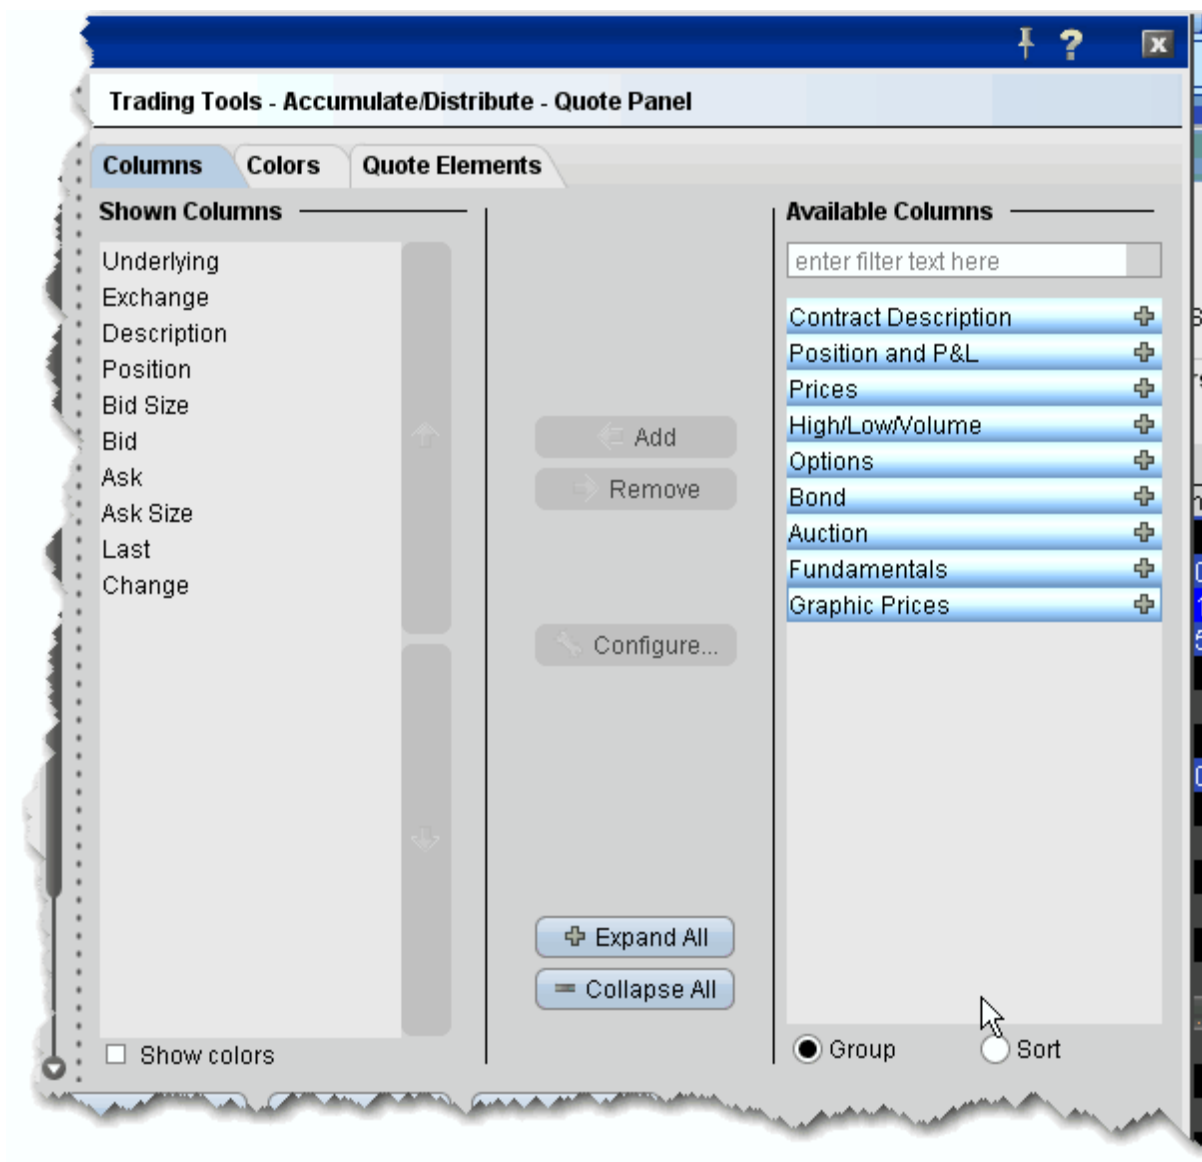 Trading Tools - Accumulate/Distribute - Quote Panel
Columns
Colors
Quote Elements
Shown Columns
Underlying
Exchange
Description
Position
Bid Size
Bid
Ask
Ask Size
Last
Change
Show colors
Add
Remove
Configure...
Expand All
Collapse All
Available Columns
enter filter text here
Contract Description
Position and P&L
Prices
High/Low/Volume
Options
Bond
Auction
Fundamentals
Graphic Prices
Group
Sort